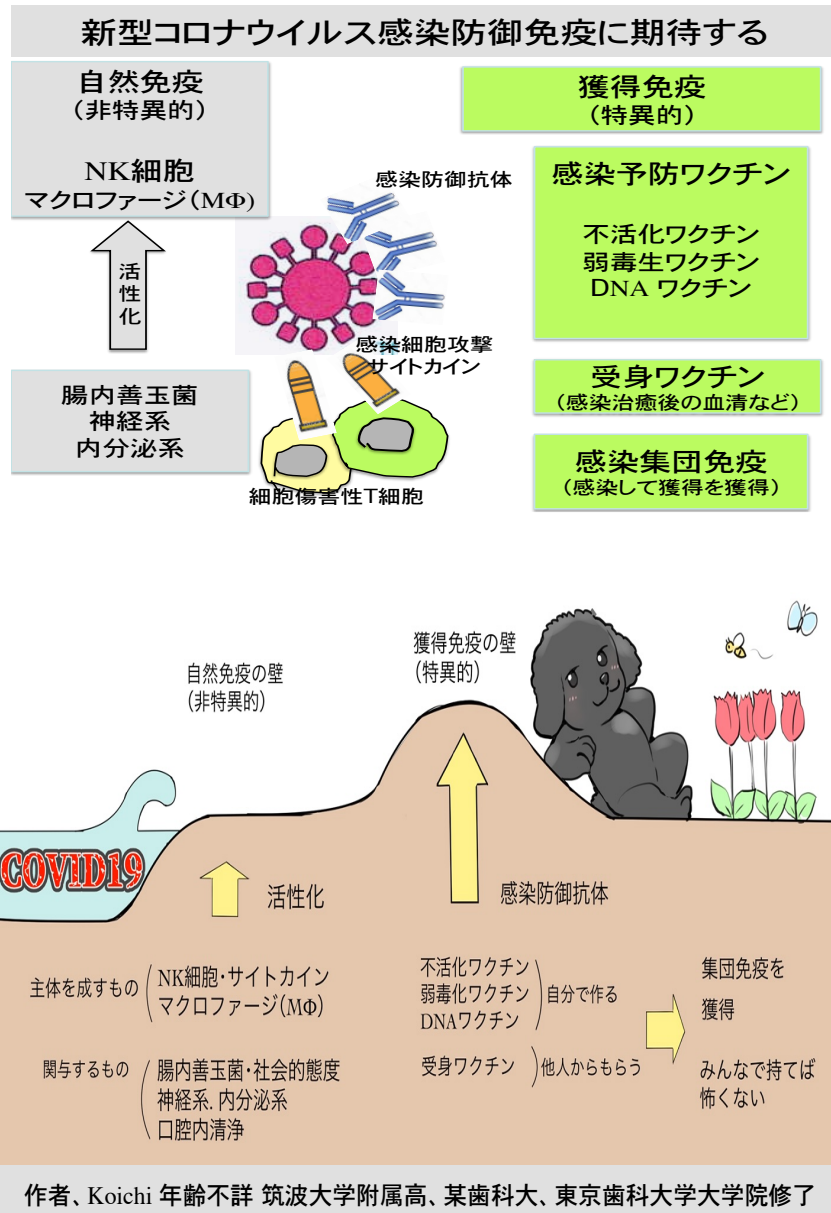 新型コロナウイルス感染防御免疫に期待する
自然免疫
（非特異的）
NK細胞
マクロファージ（MΦ）
活性化
腸内善玉菌
神経系
内分泌系
感染防御抗体
感染細胞攻撃
サイトカイン
細胞傷害性T細胞
獲得免疫
（特異的）
感染予防ワクチン
不活化ワクチン
弱毒生ワクチン
DNA ワクチン
受身ワクチン
（感染治癒後の血清など）
感染集団免疫
（感染して獲得を獲得）
自然免疫の壁
(非特異的)
獲得免疫の壁
(特異的)
COVID19
活性化
感染防御抗体
主体を成すもの
NK細胞・サイトカイン
マクロファージ(MΦ)
関与するもの
腸内善玉菌・社会的態度
神経系. 内分泌系
口腔内清浄
不活化ワクチン
弱毒化ワクチン
DNAワクチン
自分で作る
受身ワクチン
他人からもらう
集団免疫を
獲得
みんなで持てば
怖くない
作者、Koichi 年齢不詳 筑波大学附属高、某歯科大、東京歯科大学大学院修了